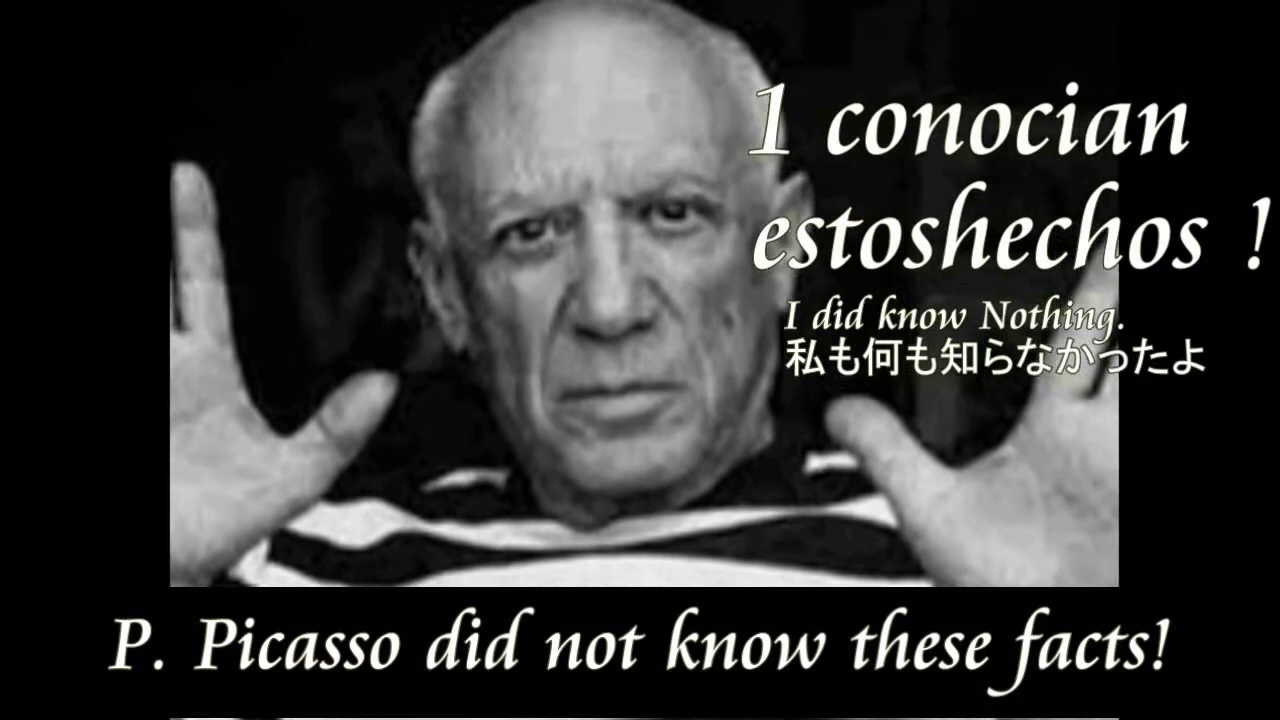 1 conocian
estoshechos !
I did know Nothing.
私も何も知らなかったよ
P. Picasso did not know these facts!